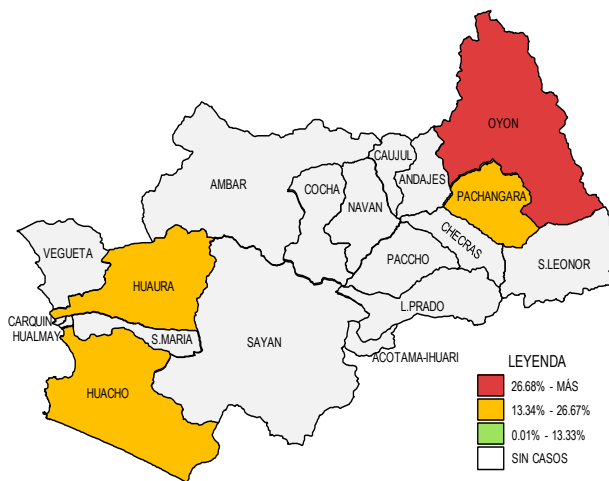 OYON
CAUJUL
ANDAJES
AMBAR
COCHA
NAVAN
PACHANGARA
CHECRAS
VEGUETA
HUAURA
PACCHO
S.LEONOR
L.PRADO
CARQUIN
HUALMAY
S.MARIA
SAYAN
ACOTAMA-IHUARI
HUACHO
LEYENDA
26.68% - MÁS
13.34% - 26.67%
0.01% - 13.33%
SIN CASOS